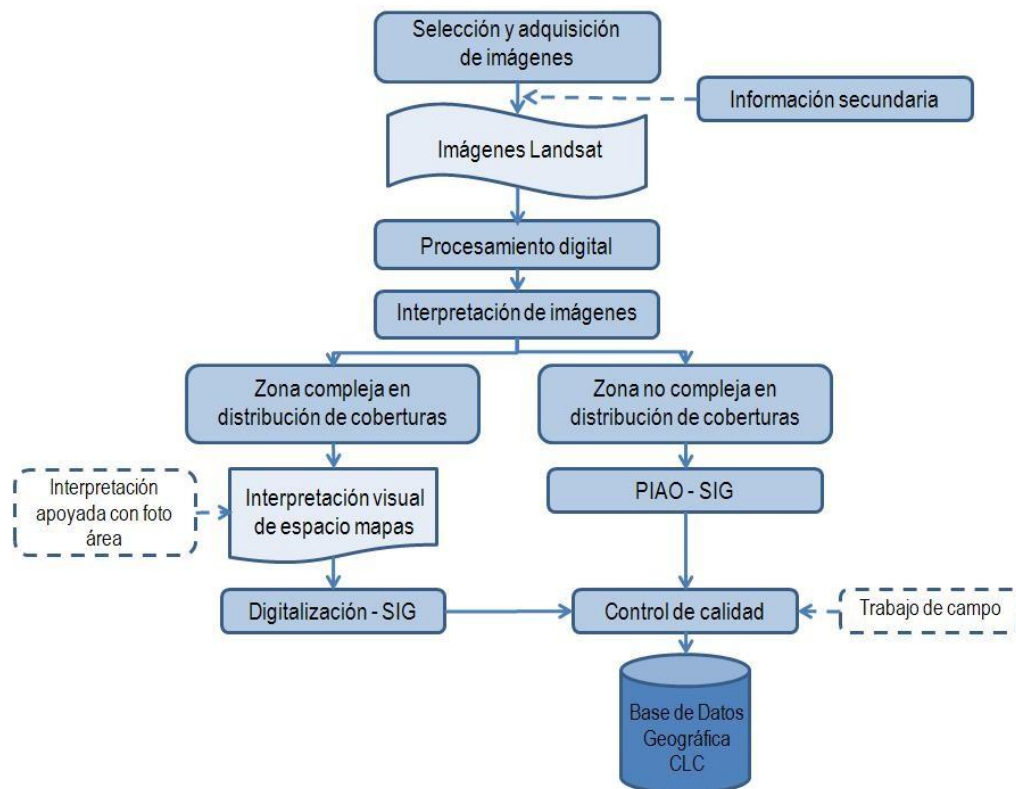 Selección y adquisición
de imágenes
Información secundaria
Imágenes Landsat
Procesamiento digital
Interpretación de imágenes
Zona compleja en
distribución de coberturas
Zona no compleja en
distribución de coberturas
Interpretación
apoyada con foto
área
Interpretación visual
de espacio mapas
PIAO - SIG
Digitalización - SIG
Control de calidad
Trabajo de campo
Base de Datos
Geográfica
CLC